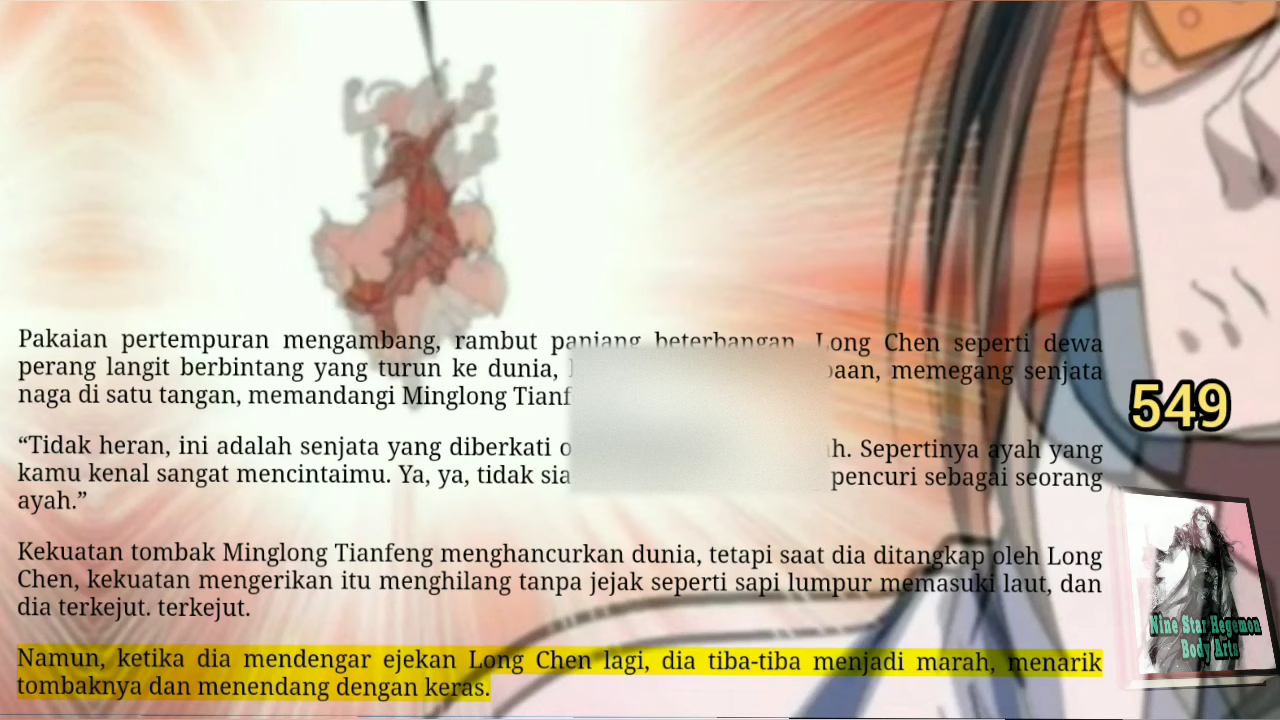 Pakaian pertempuran mengambang, rambut panjang beterbangan, Long Chen seperti dewa
perang langit berbintang yang turun ke dunia, memegang senjata
naga di satu tangan, memandangi Minglong
“Tidak heran, ini adalah senjata yang diberkati Sepertinya ayah yang
kamu kenal sangat mencintaimu. Ya, ya, tidak pencuri sebagai seorang
ayah.”
Kekuatan tombak Minglong Tianfeng menghancurkan dunia, tetapi saat dia ditangkap oleh Long
Chen, kekuatan mengerikan itu menghilang tanpa jejak seperti sapi lumpur memasuki laut, dan
dia terkejut. terkejut.
Namun, ketika dia mendengar ejekan Long Chen lagi, dia tiba-tiba menjadi marah, menarik
tombaknya dan menendang dengan keras.
549
Nine Star Hegemon
Body Arts